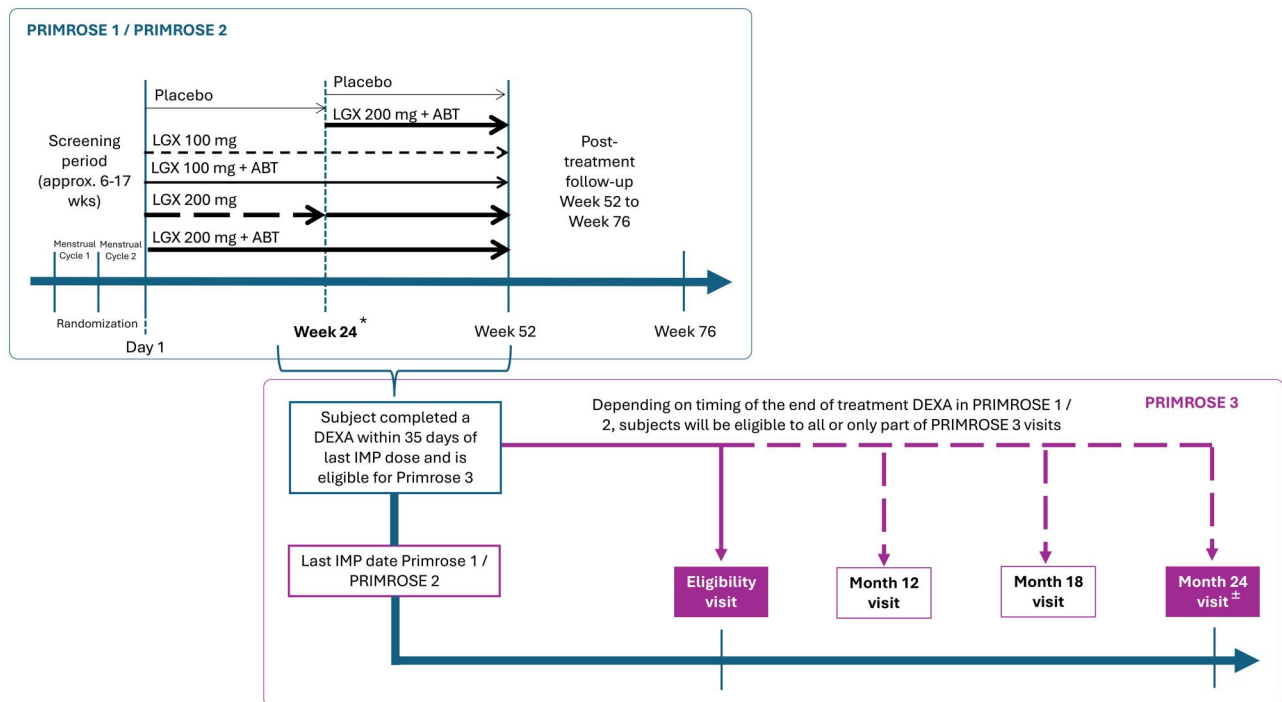 PRIMROSE 1 / PRIMROSE 2
Placebo
Placebo
LGX 200 mg + ABT
Screening
period
(approx. 6-17
wks)
LGX 100 mg
LGX 100 mg + ABT
LGX 200 mg
LGX 200 mg + ABT
Post-
treatment
follow-up
Week 52 to
Week 76
Menstrual
Cycle 1
Menstrual
Cycle 2
Randomization
Day 1
Week 24 *
Week 52
Week 76
PRIMROSE 3
Subject completed a
DEXA within 35 days of
last IMP dose and is
eligible for Primrose 3
Depending on timing of the end of treatment DEXA in PRIMROSE 1 /
2, subjects will be eligible to all or only part of PRIMROSE 3 visits
Last IMP date Primrose 1 /
PRIMROSE 2
Eligibility
visit
Month 12
visit
Month 18
visit
Month 24
visit ±